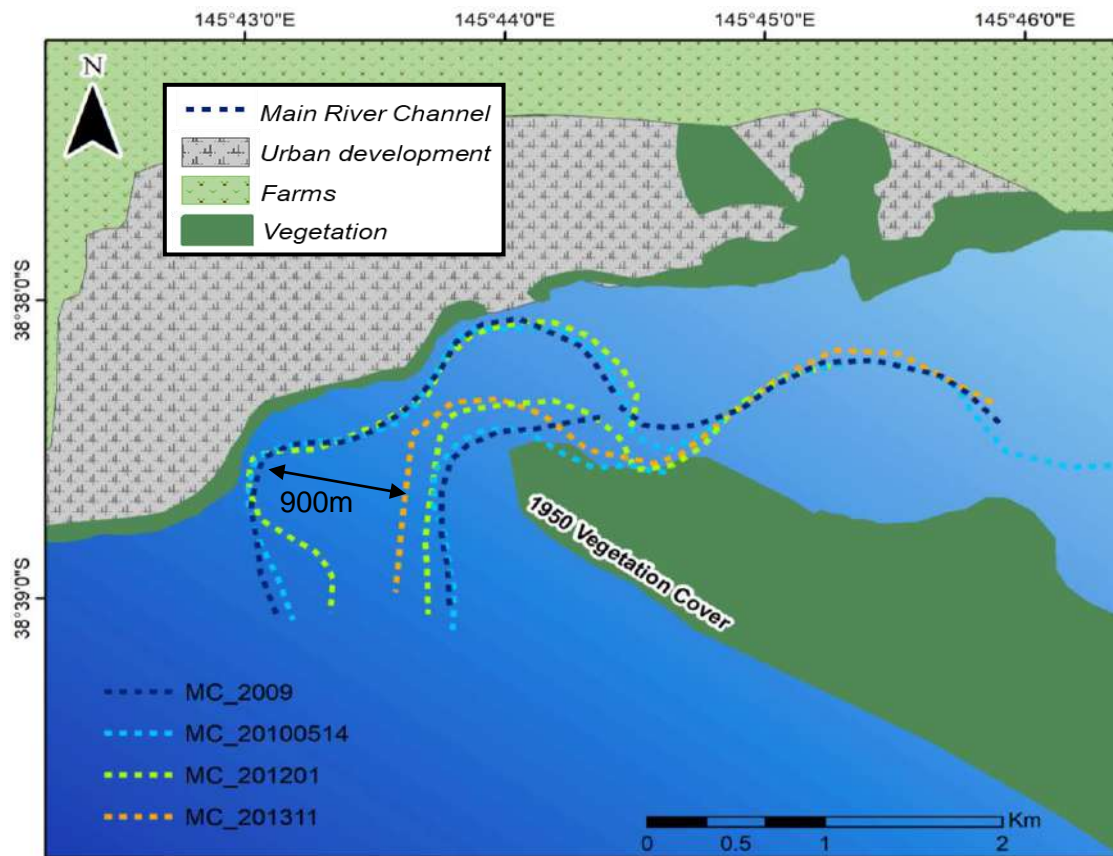 145°43'0"E 145°44'0"E 145°45'0"E 145°46'0"E
N
Main River Channel
Urban development
Farms
Vegetation
38°38'0"S
900m
1950 Vegetation Cover
38°39'0"S
MC_2009
MC_20100514
MC_201201
MC_201311
Km
0 0.5 1 2